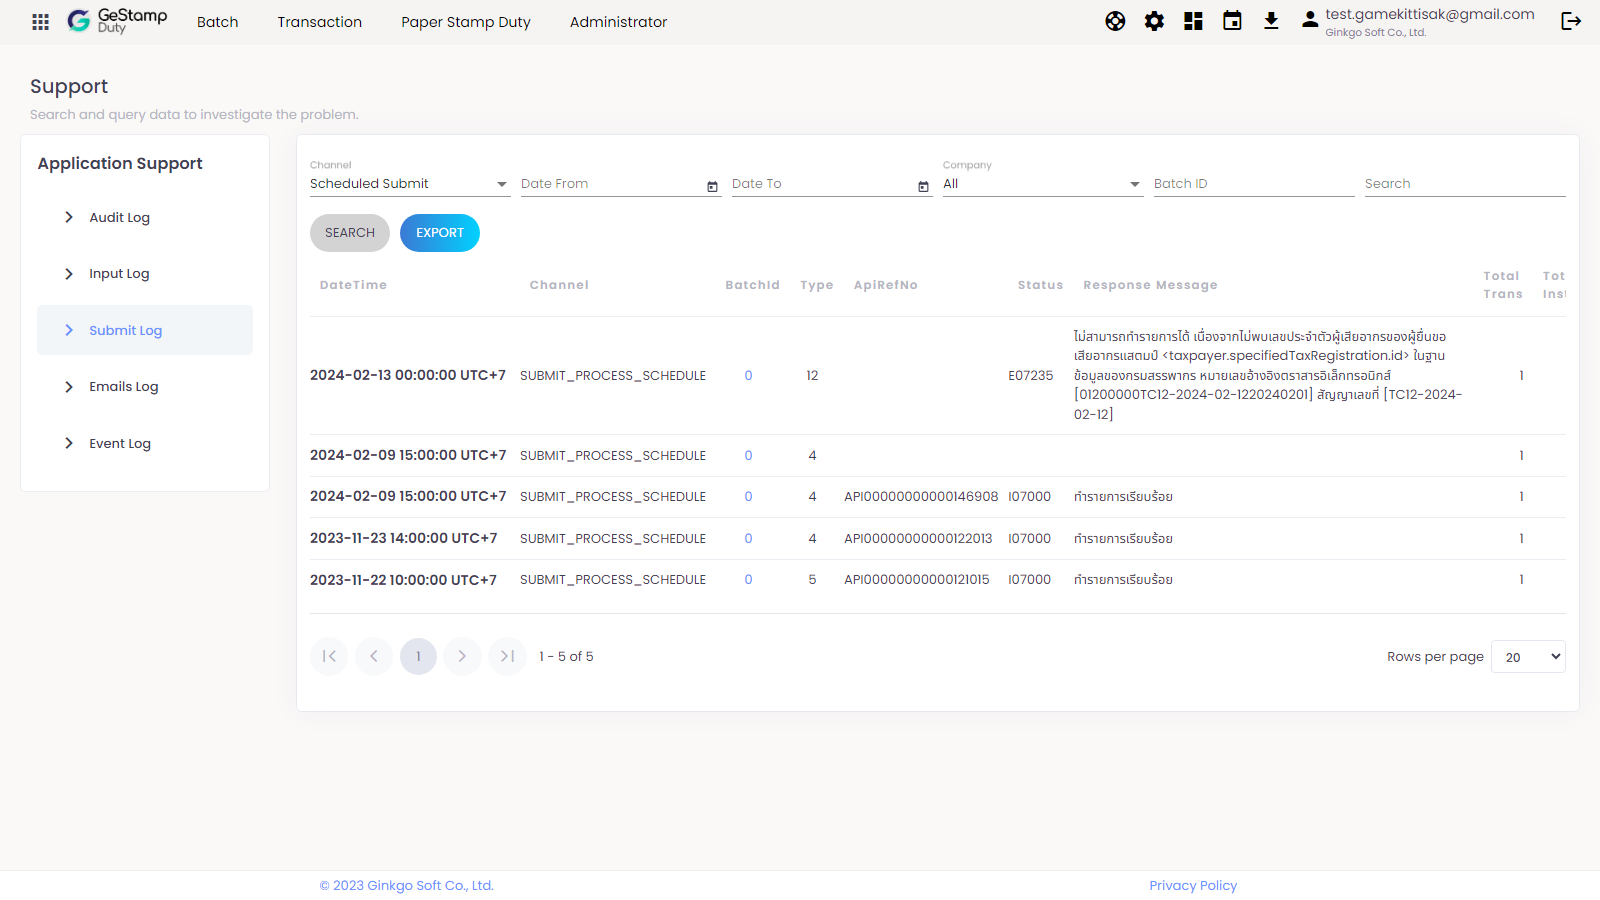 GeStamp
Duty
Batch
Transaction
Paper Stamp Duty
Administrator
test.gamekittisak@gmail.com
Ginkgo Soft Co., Ltd.
Support
Search and query data to investigate the problem.
Application Support
Audit Log
Input Log
Submit Log
Emails Log
Event Log
Channel
Scheduled Submit
Date From
Date To
Company
All
Batch ID
Search
SEARCH
EXPORT
DateTime Channel BatchId Type ApiRefNo Status Response Message Total Trans Tot Inst
2024-02-13 00:00:00 UTC+7 SUBMIT_PROCESS_SCHEDULE 0 12 E07235
ไม่สามารถทำรายการได้ เนื่องจากไม่พบเลขประจำตัวผู้เสียอากรของผู้ยื่นขอ
เสียอากรแสตมป์ <taxpayer.specifiedTaxRegistration.id> ในฐาน
ข้อมูลของกรมสรรพากร หมายเลขอ้างอิงตราสารอิเล็กทรอนิกส์
[01200000TC12-2024-02-1220240201] สัญญาเลขที่ [TC12-2024-
02-12]
1
2024-02-09 15:00:00 UTC+7 SUBMIT_PROCESS_SCHEDULE 0 4 1
2024-02-09 15:00:00 UTC+7 SUBMIT_PROCESS_SCHEDULE 0 4 API00000000000146908 I07000 ทำรายการเรียบร้อย 1
2023-11-23 14:00:00 UTC+7 SUBMIT_PROCESS_SCHEDULE 0 4 API00000000000122013 I07000 ทำรายการเรียบร้อย 1
2023-11-22 10:00:00 UTC+7 SUBMIT_PROCESS_SCHEDULE 0 5 API00000000000121015 I07000 ทำรายการเรียบร้อย 1
1
1 - 5 of 5
Rows per page 20
© 2023 Ginkgo Soft Co., Ltd.
Privacy Policy